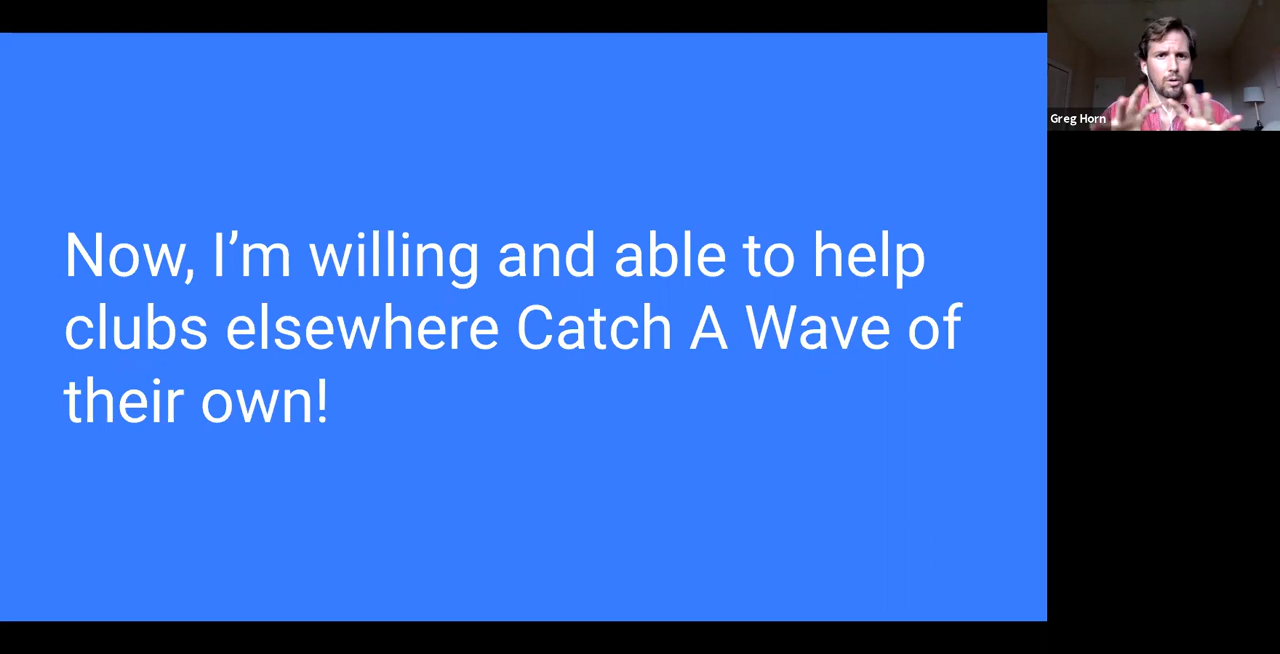 Now, I’m willing and able to help
clubs elsewhere Catch A Wave of
their own!
Greg Horn